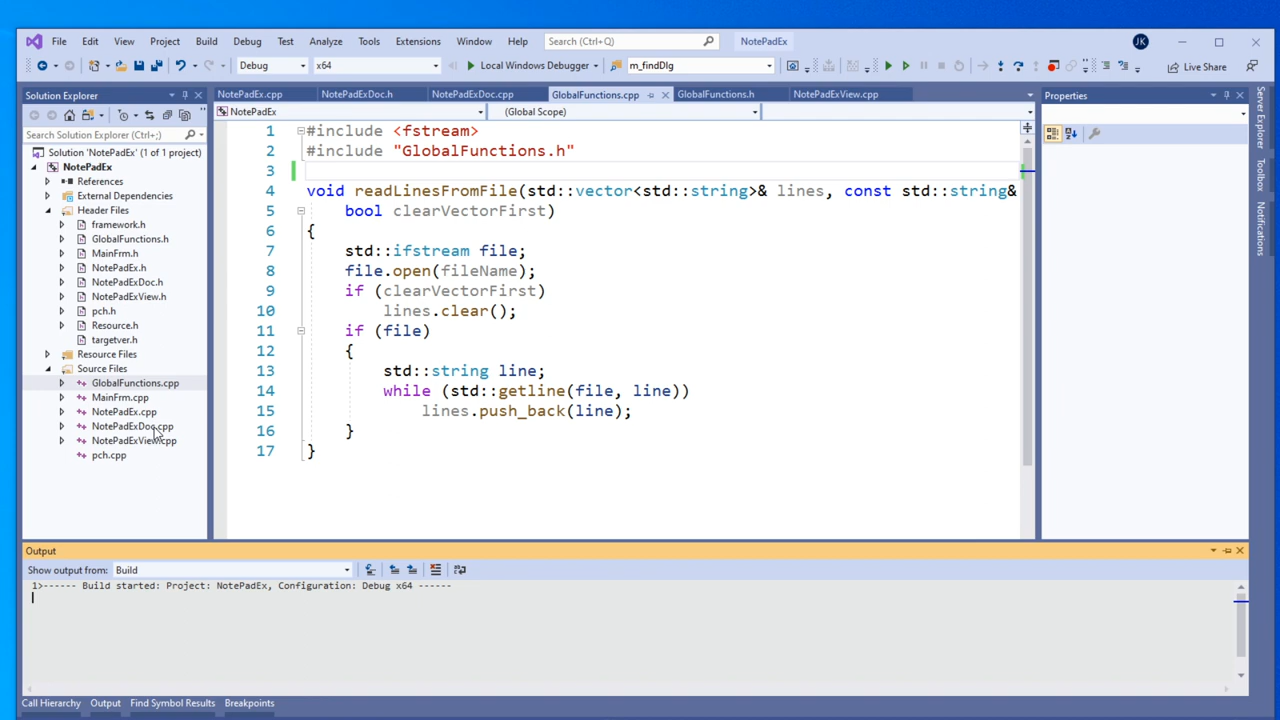 File Edit View Project Build Debug Test Analyze Tools Extensions Window Help Search (Ctrl+Q) NotePadEx JK
Debug x64 Local Windows Debugger m_findDlg Live Share
Solution Explorer
Search Solution Explorer (Ctrl+;)
Solution 'NotePadEx' (1 of 1 project)
NotePadEx
References
External Dependencies
Header Files
framework.h
GlobalFunctions.h
MainFrm.h
NotePadEx.h
NotePadExDoc.h
NotePadExView.h
pch.h
Resource.h
targetver.h
Resource Files
Source Files
GlobalFunctions.cpp
MainFrm.cpp
NotePadEx.cpp
NotePadExDoc.cpp
NotePadExView.cpp
pch.cpp
NotePadEx.cpp NotePadExDoc.h NotePadExDoc.cpp GlobalFunctions.cpp GlobalFunctions.h NotePadExView.cpp
NotePadEx (Global Scope)
1 #include <fstream>
2 #include "GlobalFunctions.h"
3
4 void readLinesFromFile(std::vector<std::string>& lines, const std::string&
5 bool clearVectorFirst)
6 {
7 std::ifstream file;
8 file.open(fileName);
9 if (clearVectorFirst)
10 lines.clear();
11 if (file)
12 {
13 std::string line;
14 while (std::getline(file, line))
15 lines.push_back(line);
16 }
17 }
Properties
Server Explorer
Toolbox
Notifications
Output
Show output from: Build
1>------ Build started: Project: NotePadEx, Configuration: Debug x64 ------
Call Hierarchy Output Find Symbol Results Breakpoints